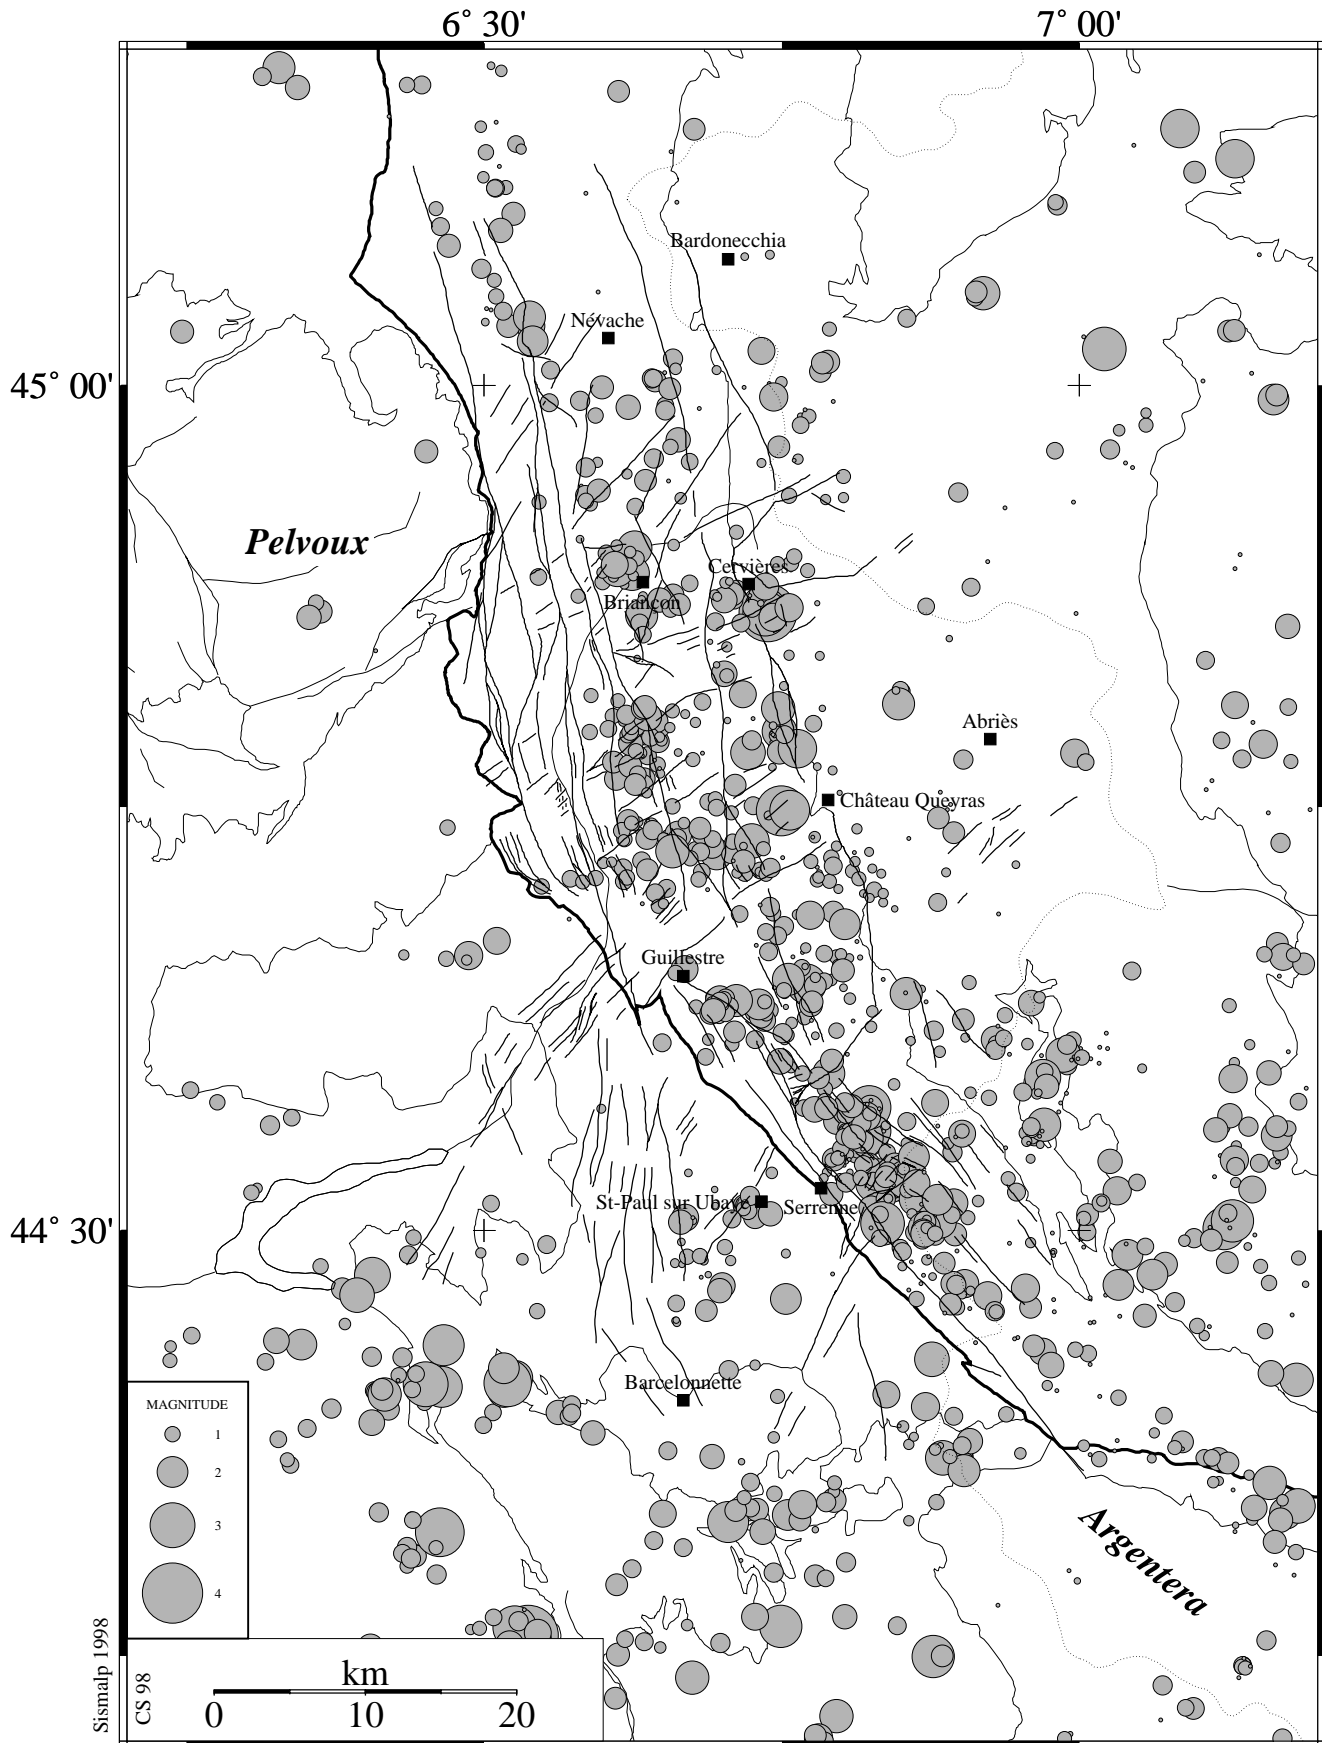 6° 30'
7° 00'
Bardonecchia
Névache
45° 00'
Pelvoux
Cervières
Briançon
Abriès
Château Queyras
Guillestre
St-Paul sur Ubaye
Serrenne
44° 30'
Barcelonnette
MAGNITUDE
1
2
3
4
Argentera
Sismalp 1998
CS 98
km
0
10
20